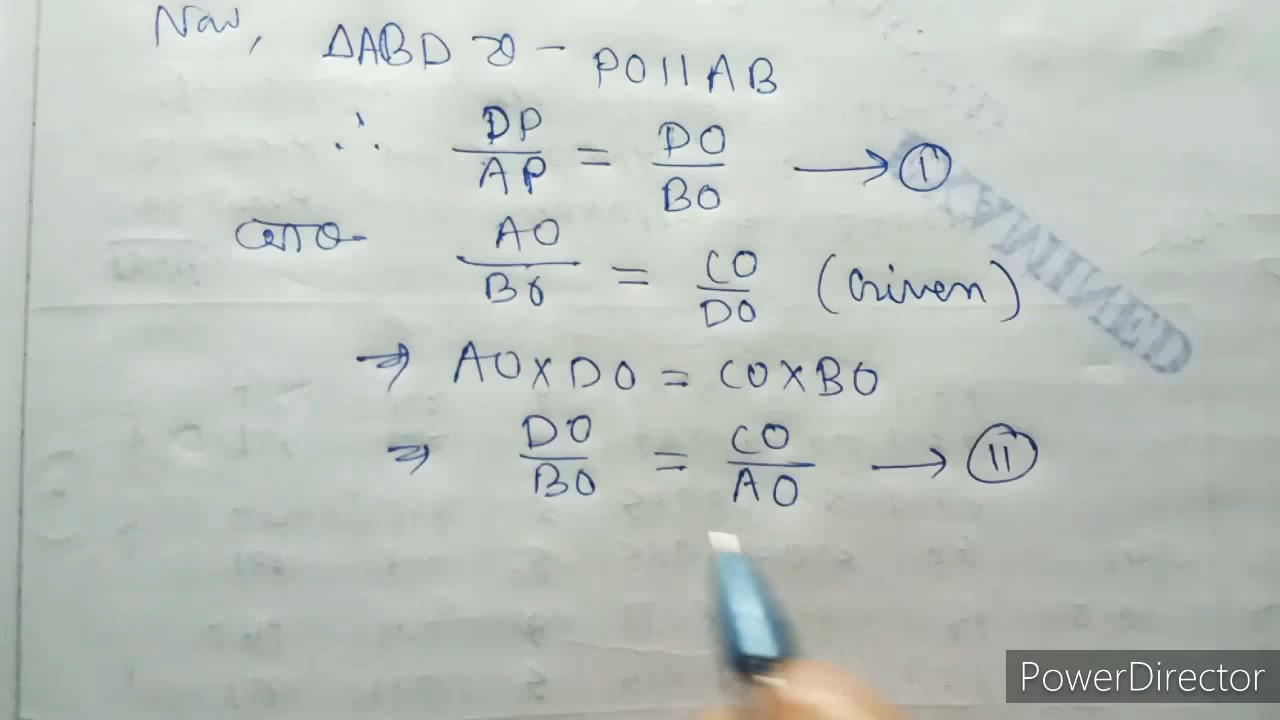 Now, ΔABD ত - PO || AB
∴ DP/AP = DO/BO → (I)
AO/BO = CO/DO (Given)
⇒ AO × DO = CO × BO
⇒ DO/BO = CO/AO → (II)
EXAMINED
PowerDirector